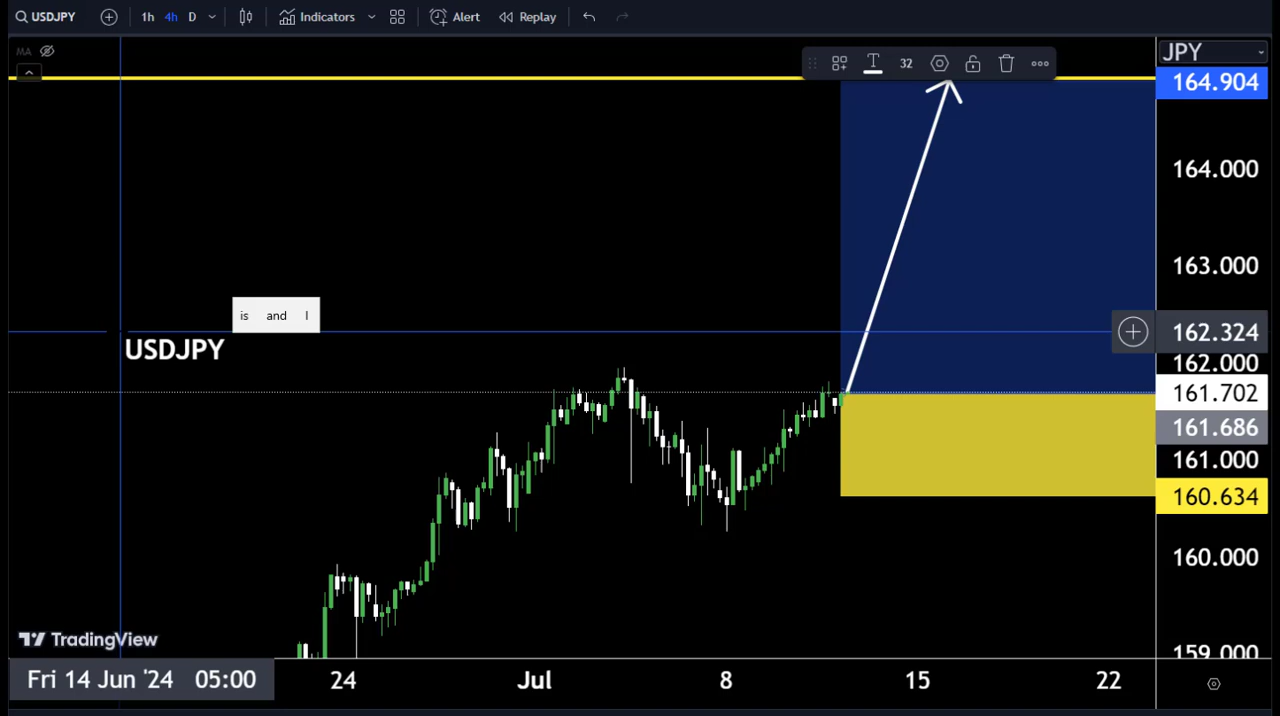 USDJPY 1h 4h D Indicators Alert Replay
MA
32
JPY
164.904
164.000
163.000
is and I
162.324
USDJPY
162.000
161.702
161.686
161.000
160.634
160.000
TradingView
159.000
Fri 14 Jun '24 05:00 24 Jul 8 15 22